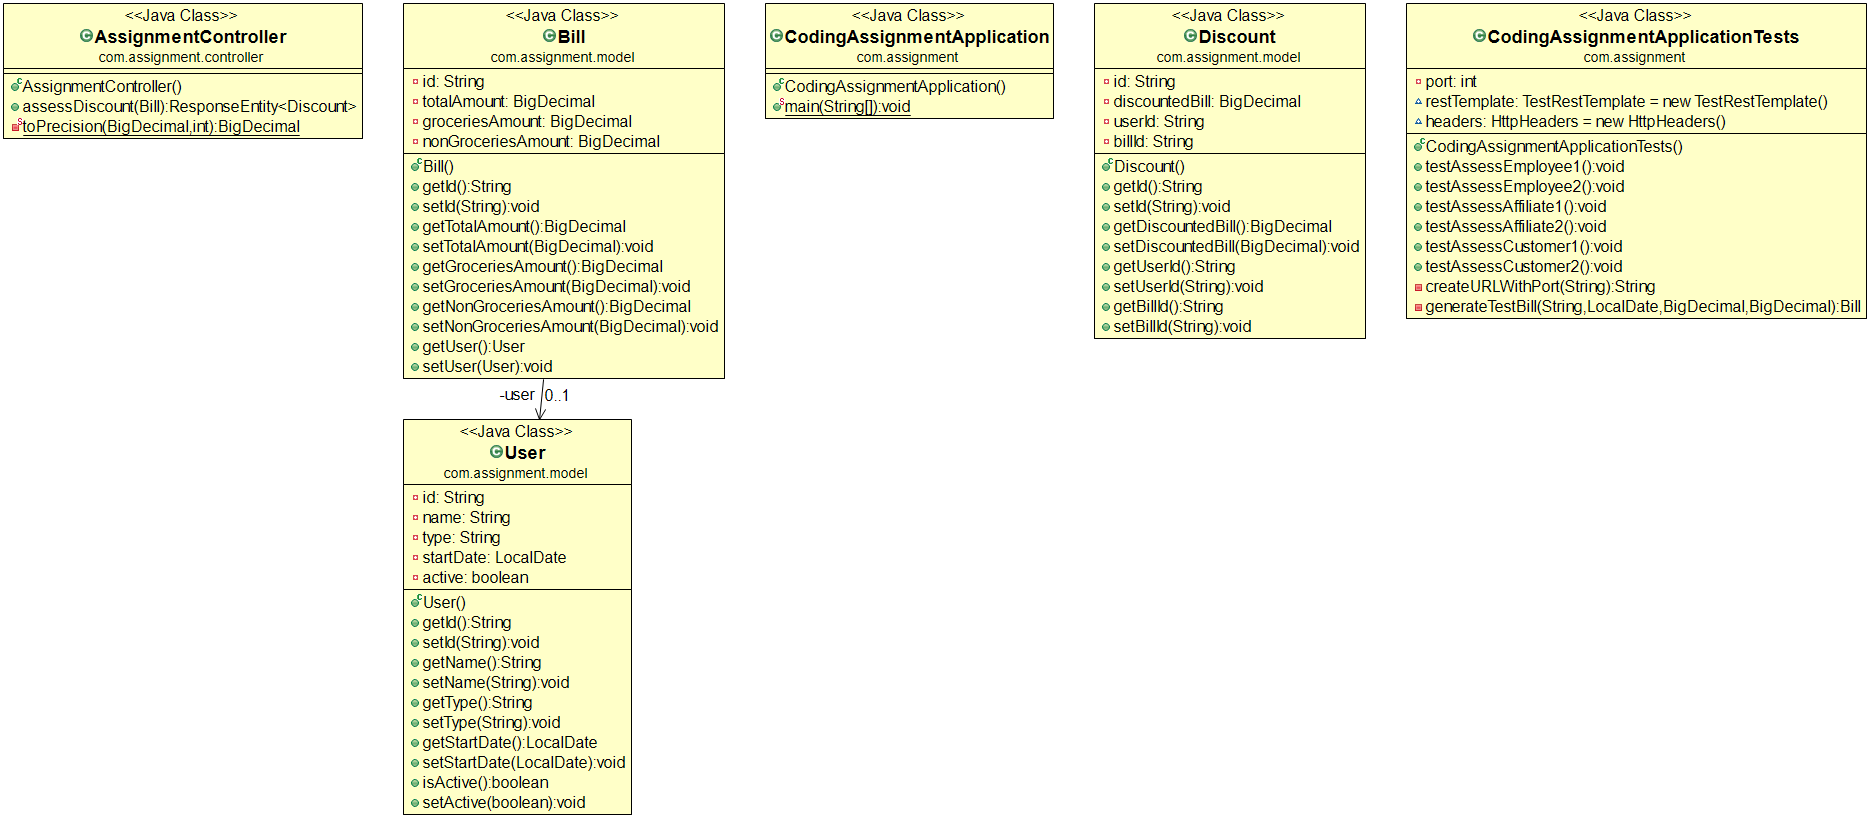 <<Java Class>>
AssignmentController
com.assignment.controller
AssignmentController()
assessDiscount(Bill):ResponseEntity<Discount>
toPrecision(BigDecimal,int):BigDecimal
<<Java Class>>
Bill
com.assignment.model
id: String
totalAmount: BigDecimal
groceriesAmount: BigDecimal
nonGroceriesAmount: BigDecimal
Bill()
getId():String
setId(String):void
getTotalAmount():BigDecimal
setTotalAmount(BigDecimal):void
getGroceriesAmount():BigDecimal
setGroceriesAmount(BigDecimal):void
getNonGroceriesAmount():BigDecimal
setNonGroceriesAmount(BigDecimal):void
getUser():User
setUser(User):void
-user 0..1
<<Java Class>>
User
com.assignment.model
id: String
name: String
type: String
startDate: LocalDate
active: boolean
User()
getId():String
setId(String):void
getName():String
setName(String):void
getType():String
setType(String):void
getStartDate():LocalDate
setStartDate(LocalDate):void
isActive():boolean
setActive(boolean):void
<<Java Class>>
CodingAssignmentApplication
com.assignment
CodingAssignmentApplication()
main(String[]):void
<<Java Class>>
Discount
com.assignment.model
id: String
discountedBill: BigDecimal
userId: String
billId: String
Discount()
getId():String
setId(String):void
getDiscountedBill():BigDecimal
setDiscountedBill(BigDecimal):void
getUserId():String
setUserId(String):void
getBillId():String
setBillId(String):void
<<Java Class>>
CodingAssignmentApplicationTests
com.assignment
port: int
restTemplate: TestRestTemplate = new TestRestTemplate()
headers: HttpHeaders = new HttpHeaders()
CodingAssignmentApplicationTests()
testAssessEmployee1():void
testAssessEmployee2():void
testAssessAffiliate1():void
testAssessAffiliate2():void
testAssessCustomer1():void
testAssessCustomer2():void
createURLWithPort(String):String
generateTestBill(String,LocalDate,BigDecimal,BigDecimal):Bill